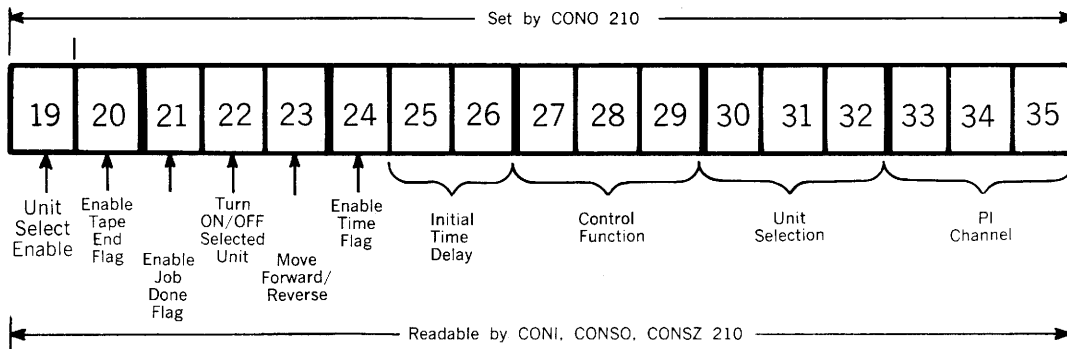 Set by CONO 210
19 20 21 22 23 24 25 26 27 28 29 30 31 32 33 34 35
Unit
Select
Enable
Enable
Tape
End
Flag
Enable
Job
Done
Flag
Turn
ON/OFF
Selected
Unit
Move
Forward/
Reverse
Enable
Time
Flag
Initial
Time
Delay
Control
Function
Unit
Selection
PI
Channel
Readable by CONI, CONSO, CONSZ 210